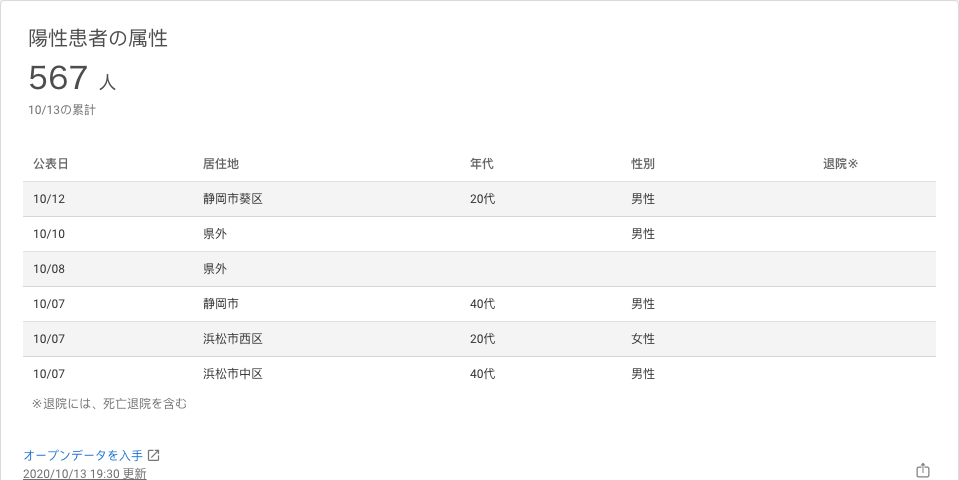 陽性患者の属性
567 人
10/13の累計
公表日 居住地 年代 性別 退院※
10/12 静岡市葵区 20代 男性
10/10 県外 男性
10/08 県外
10/07 静岡市 40代 男性
10/07 浜松市西区 20代 女性
10/07 浜松市中区 40代 男性
※退院には、死亡退院を含む
オープンデータを入手
2020/10/13 19:30 更新